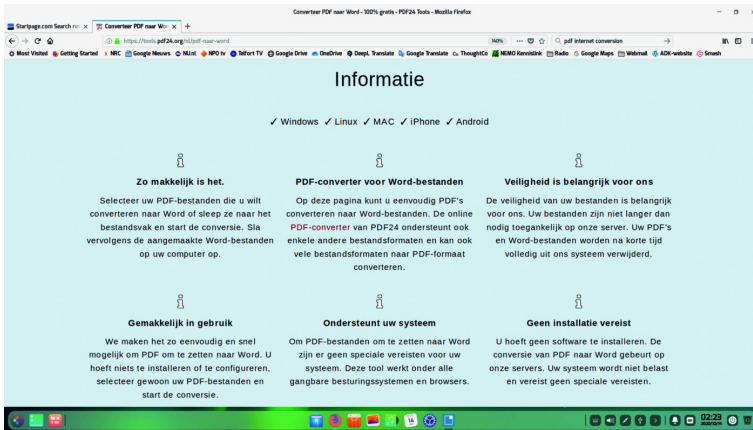 Converteer PDF naar Word - 100% gratis - PDF24 Tools - Mozilla Firefox
Startpage.com Search res × Converteer PDF naar Wor × +
https://tools.pdf24.org/nl/pdf-naar-word 140% pdf internet conversion
Most Visited Getting Started NRC Google Nieuws NU.nl NPO tv Telfort TV Google Drive OneDrive DeepL Translate Google Translate ThoughtCo NEMO Kennislink Radio Google Maps Webmail ADK-website Smash
Informatie
✓ Windows ✓ Linux ✓ MAC ✓ iPhone ✓ Android
Zo makkelijk is het.
Selecteer uw PDF-bestanden die u wilt
converteren naar Word of sleep ze naar het
bestandsvak en start de conversie. Sla
vervolgens de aangemaakte Word-bestanden
op uw computer op.
PDF-converter voor Word-bestanden
Op deze pagina kunt u eenvoudig PDF's
converteren naar Word-bestanden. De online
PDF-converter van PDF24 ondersteunt ook
enkele andere bestandsformaten en kan ook
vele bestandsformaten naar PDF-formaat
converteren.
Veiligheid is belangrijk voor ons
De veiligheid van uw bestanden is belangrijk
voor ons. Uw bestanden zijn niet langer dan
nodig toegankelijk op onze server. Uw PDF's
en Word-bestanden worden na korte tijd
volledig uit ons systeem verwijderd.
Gemakkelijk in gebruik
We maken het zo eenvoudig en snel
mogelijk om PDF om te zetten naar Word. U
hoeft niets te installeren of te configureren,
selecteer gewoon uw PDF-bestanden en
start de conversie.
Ondersteunt uw systeem
Om PDF-bestanden om te zetten naar Word
zijn er geen speciale vereisten voor uw
systeem. Deze tool werkt onder alle
gangbare besturingssystemen en browsers.
Geen installatie vereist
U hoeft geen software te installeren. De
conversie van PDF naar Word gebeurt op
onze servers. Uw systeem wordt niet belast
en vereist geen speciale vereisten.
02:23
2020/10/14